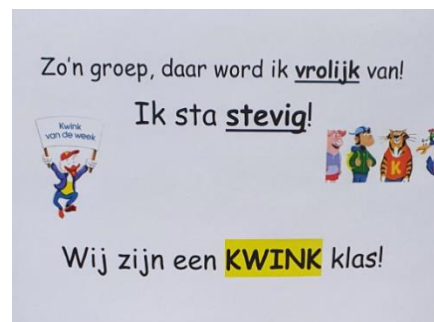 Zo'n groep, daar word ik vrolijk van!
Ik sta stevig!
Kwink
van de week
K
Wij zijn een KWINK klas!